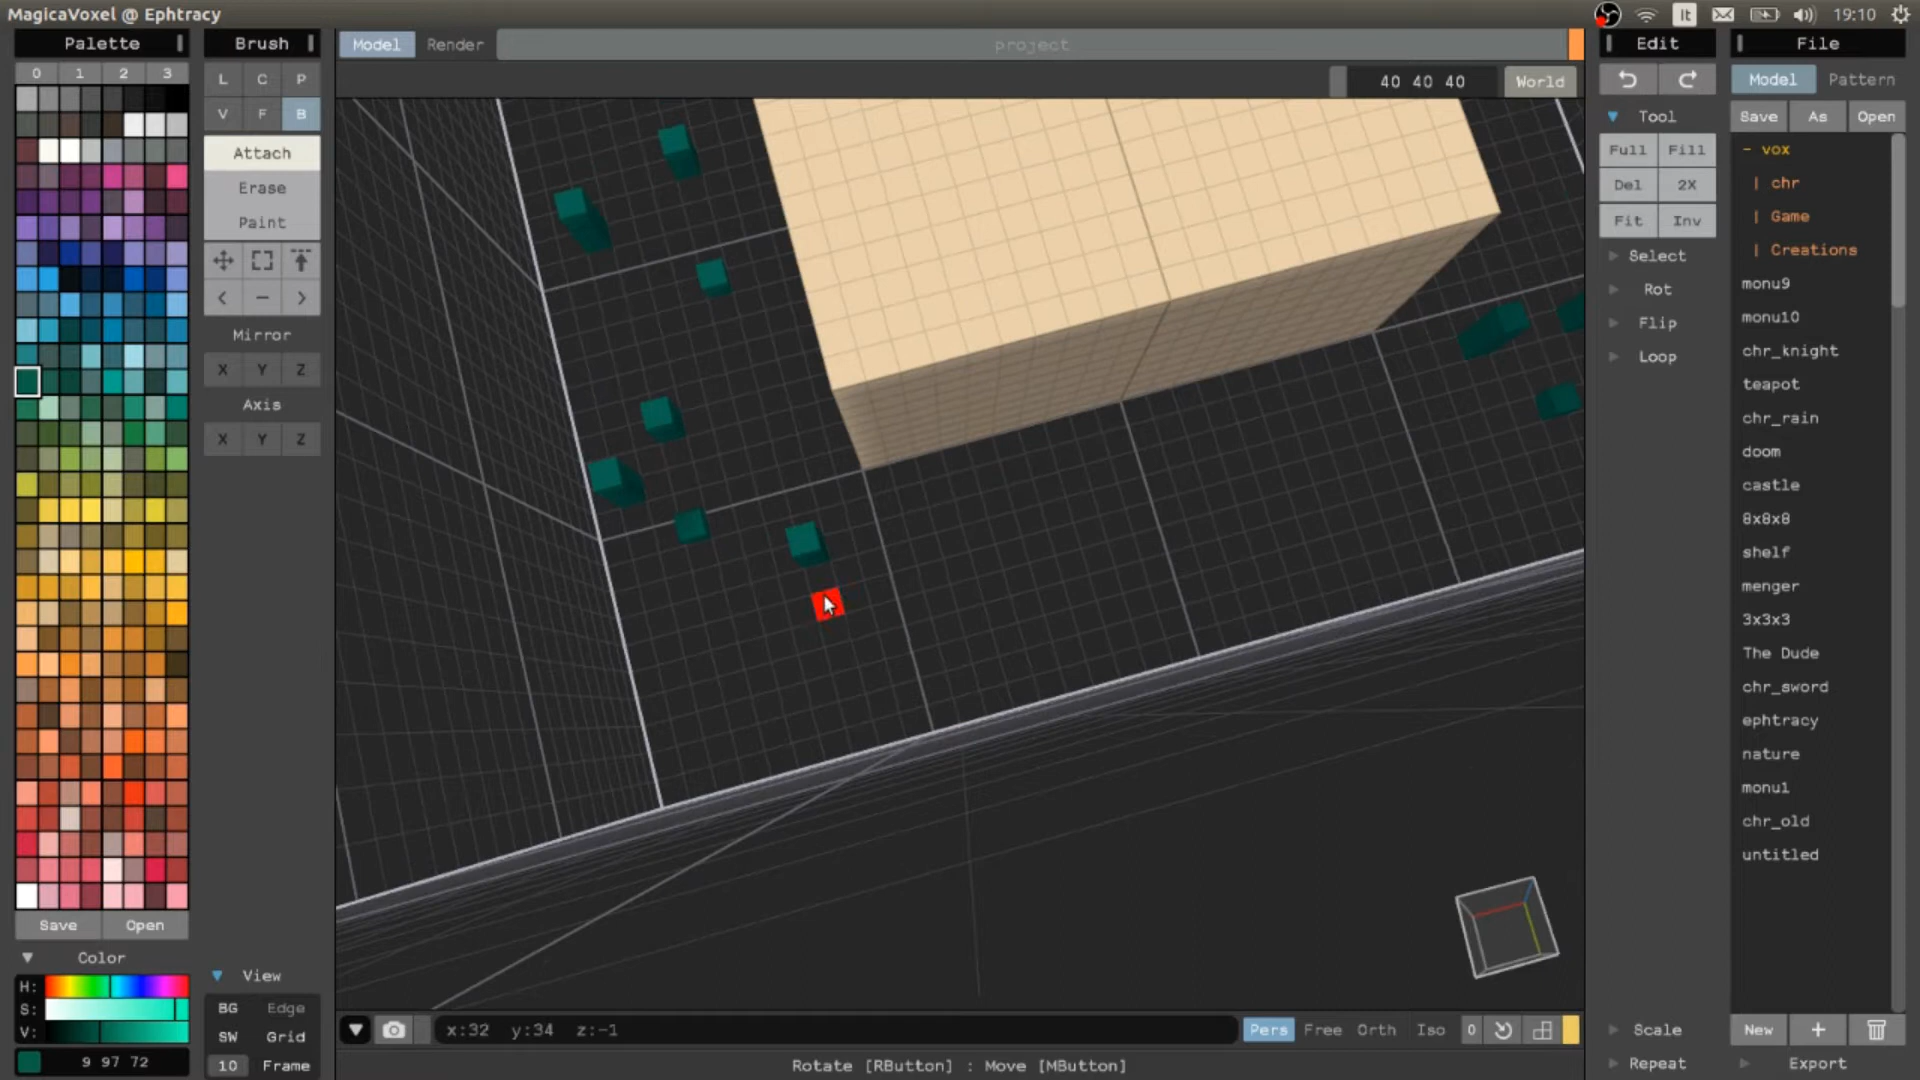 MagicaVoxel @ Ephtracy
It
19:10
Palette
Brush
Model
Render
project
Edit
File
0 1 2 3
L C P
V F B
40 40 40
World
Model
Pattern
Attach
Erase
Paint
Tool
Save
As
Open
Full
Fill
Del
2X
Fit
Inv
Select
Rot
Flip
Loop
- vox
| chr
| Game
| Creations
monu9
monu10
chr_knight
teapot
chr_rain
doom
castle
8x8x8
shelf
menger
3x3x3
The Dude
chr_sword
ephtracy
nature
monu1
chr_old
untitled
< - >
Mirror
X Y Z
Axis
X Y Z
Save
Open
Color
H:
S:
V:
9 97 72
View
BG
Edge
SW
Grid
10
Frame
x:32 y:34 z:-1
Pers
Free
Orth
Iso
0
Scale
Repeat
New
+
Export
Rotate [RButton] : Move [MButton]